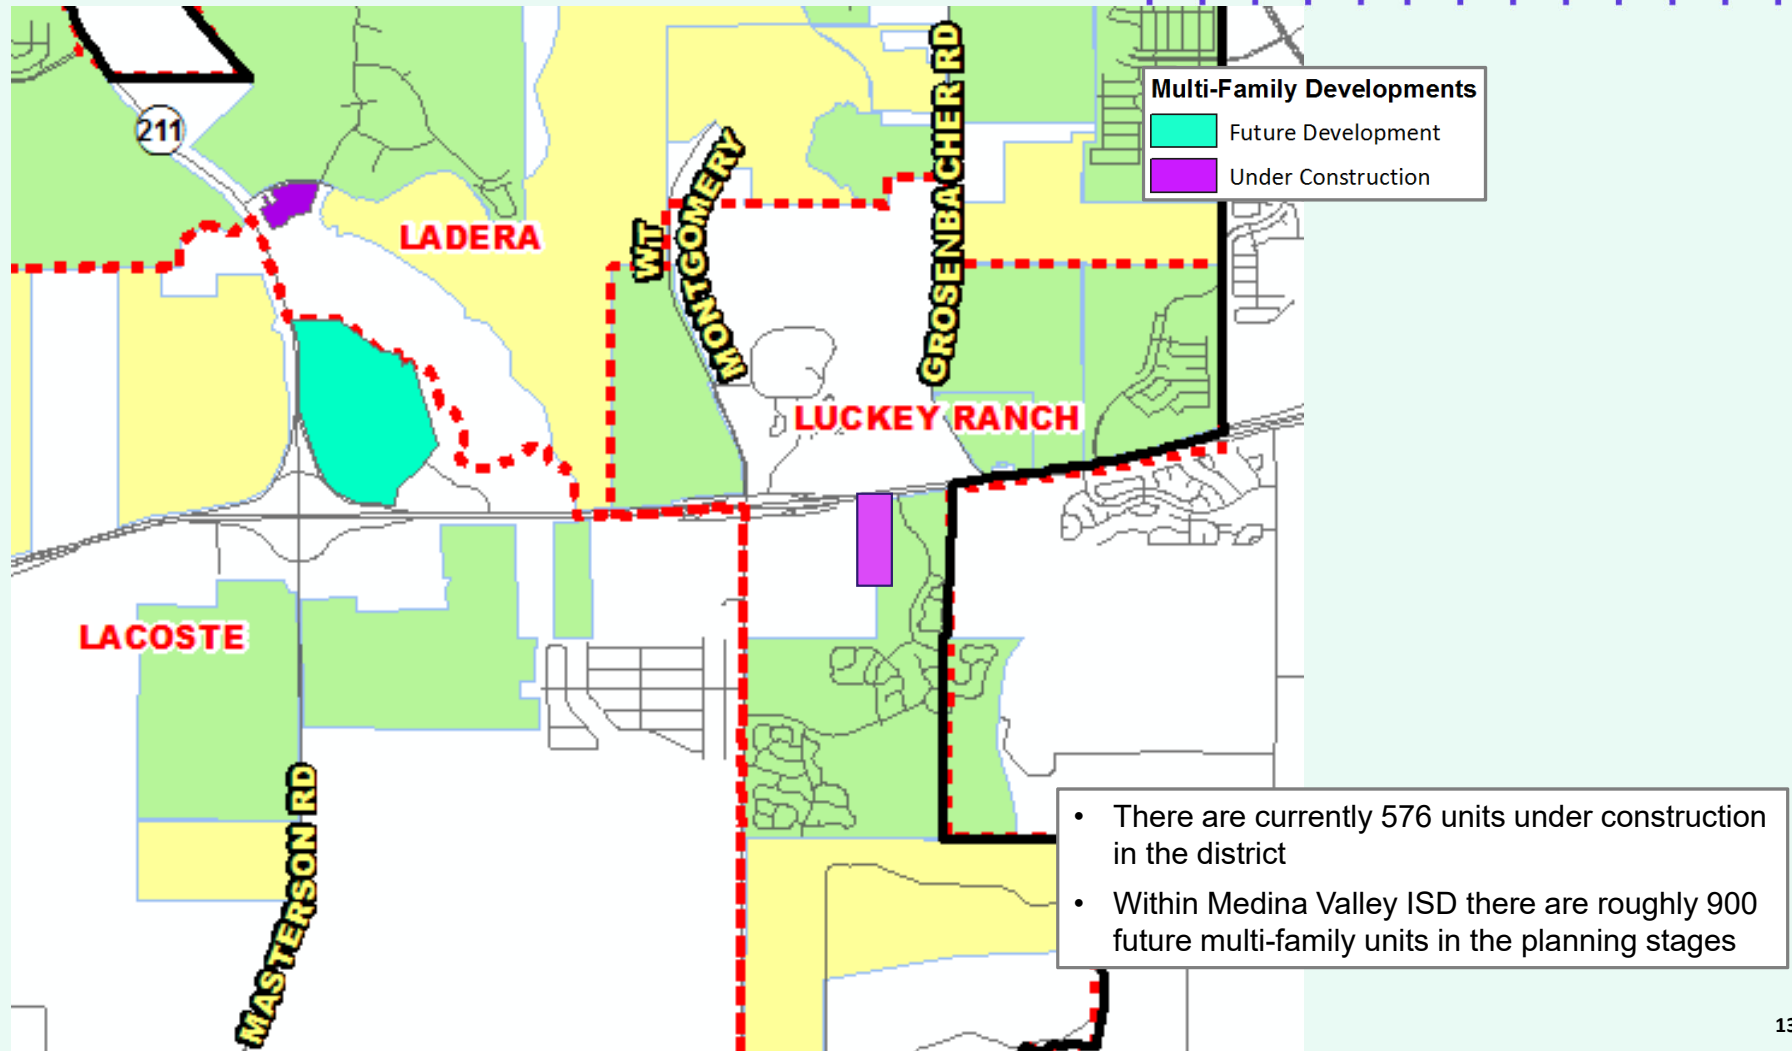 211
GROSENBACHER RD
Multi-Family Developments
Future Development
Under Construction
LADERA
WT
MONTGOMERY
LUCKEY RANCH
LACOSTE
MASTERSON RD
• There are currently 576 units under construction
in the district
• Within Medina Valley ISD there are roughly 900
future multi-family units in the planning stages
13